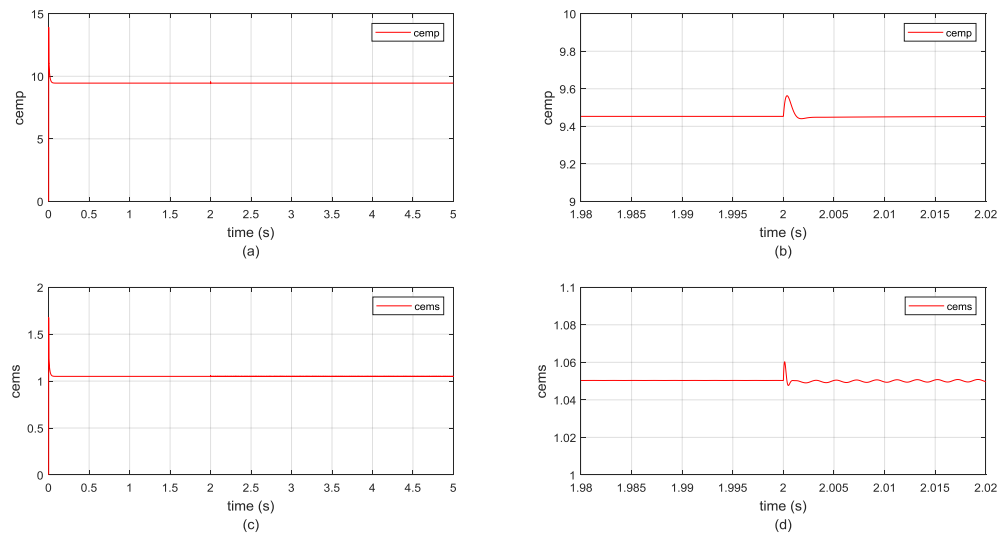 15
10
5
0
cemp
cemp
0 0.5 1 1.5 2 2.5 3 3.5 4 4.5 5
time (s)
(a)
10
9.8
9.6
9.4
9.2
9
cemp
cemp
1.98 1.985 1.99 1.995 2 2.005 2.01 2.015 2.02
time (s)
(b)
2
1.5
1
0.5
0
cems
cems
0 0.5 1 1.5 2 2.5 3 3.5 4 4.5 5
time (s)
(c)
1.1
1.08
1.06
1.04
1.02
1
cems
cems
1.98 1.985 1.99 1.995 2 2.005 2.01 2.015 2.02
time (s)
(d)